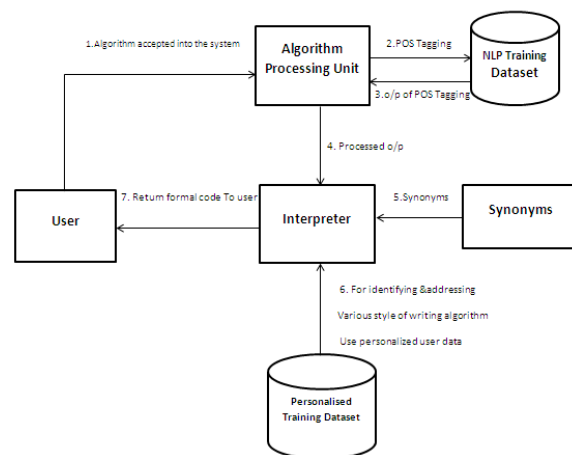 1.Algorithm accepted into the system
Algorithm
Processing Unit
2.POS Tagging
NLP Training
Dataset
3.o/p of POS Tagging
4. Processed o/p
User
7. Return formal code To user
Interpreter
5.Synonyms
Synonyms
6. For identifying &addressing
Various style of writing algorithm
Use personalized user data
Personalised
Training Dataset